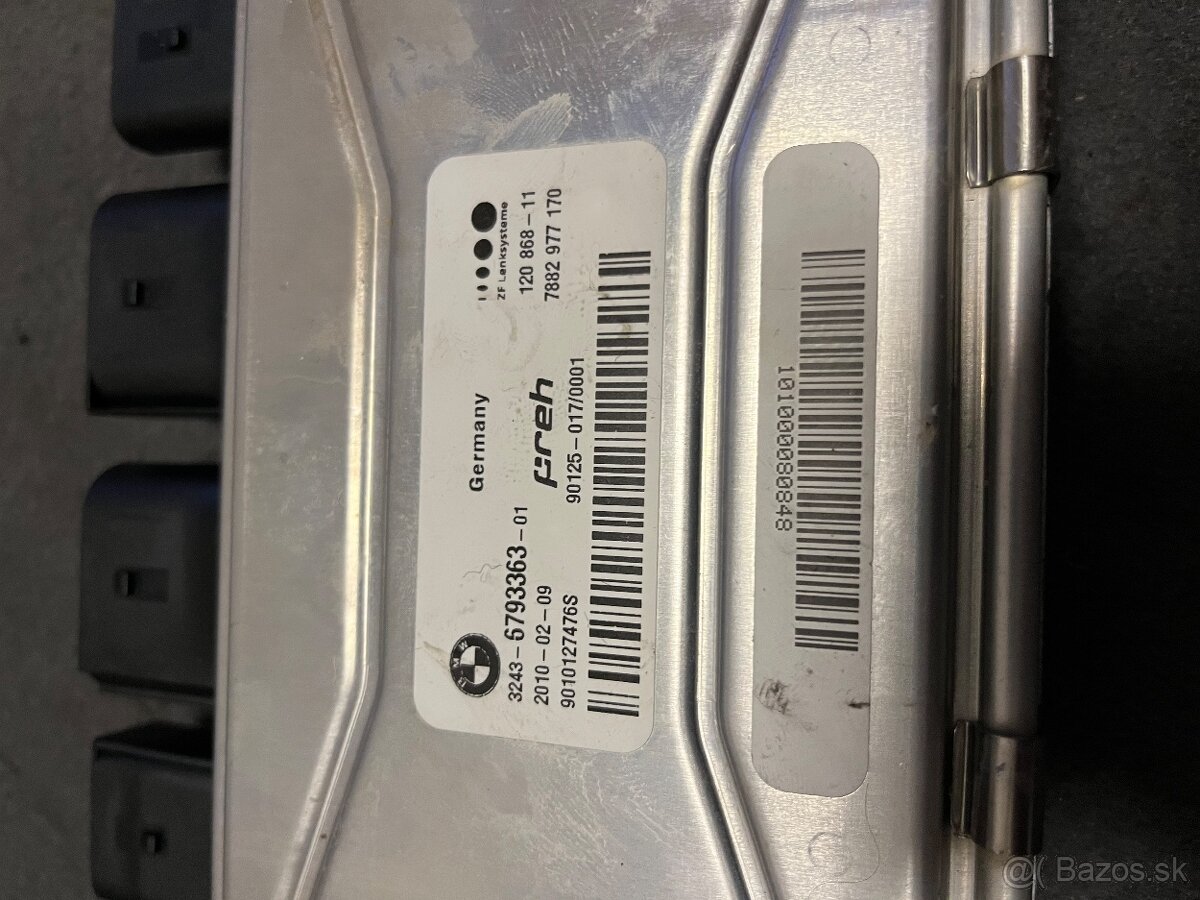 BMW
3243-6793363-01
2010-02-09
9010127476S
Germany
preh
90125-017/0001
ZF Lenksysteme
120 868-11
7882 977 170
1010000080848
@( Bazos.sk